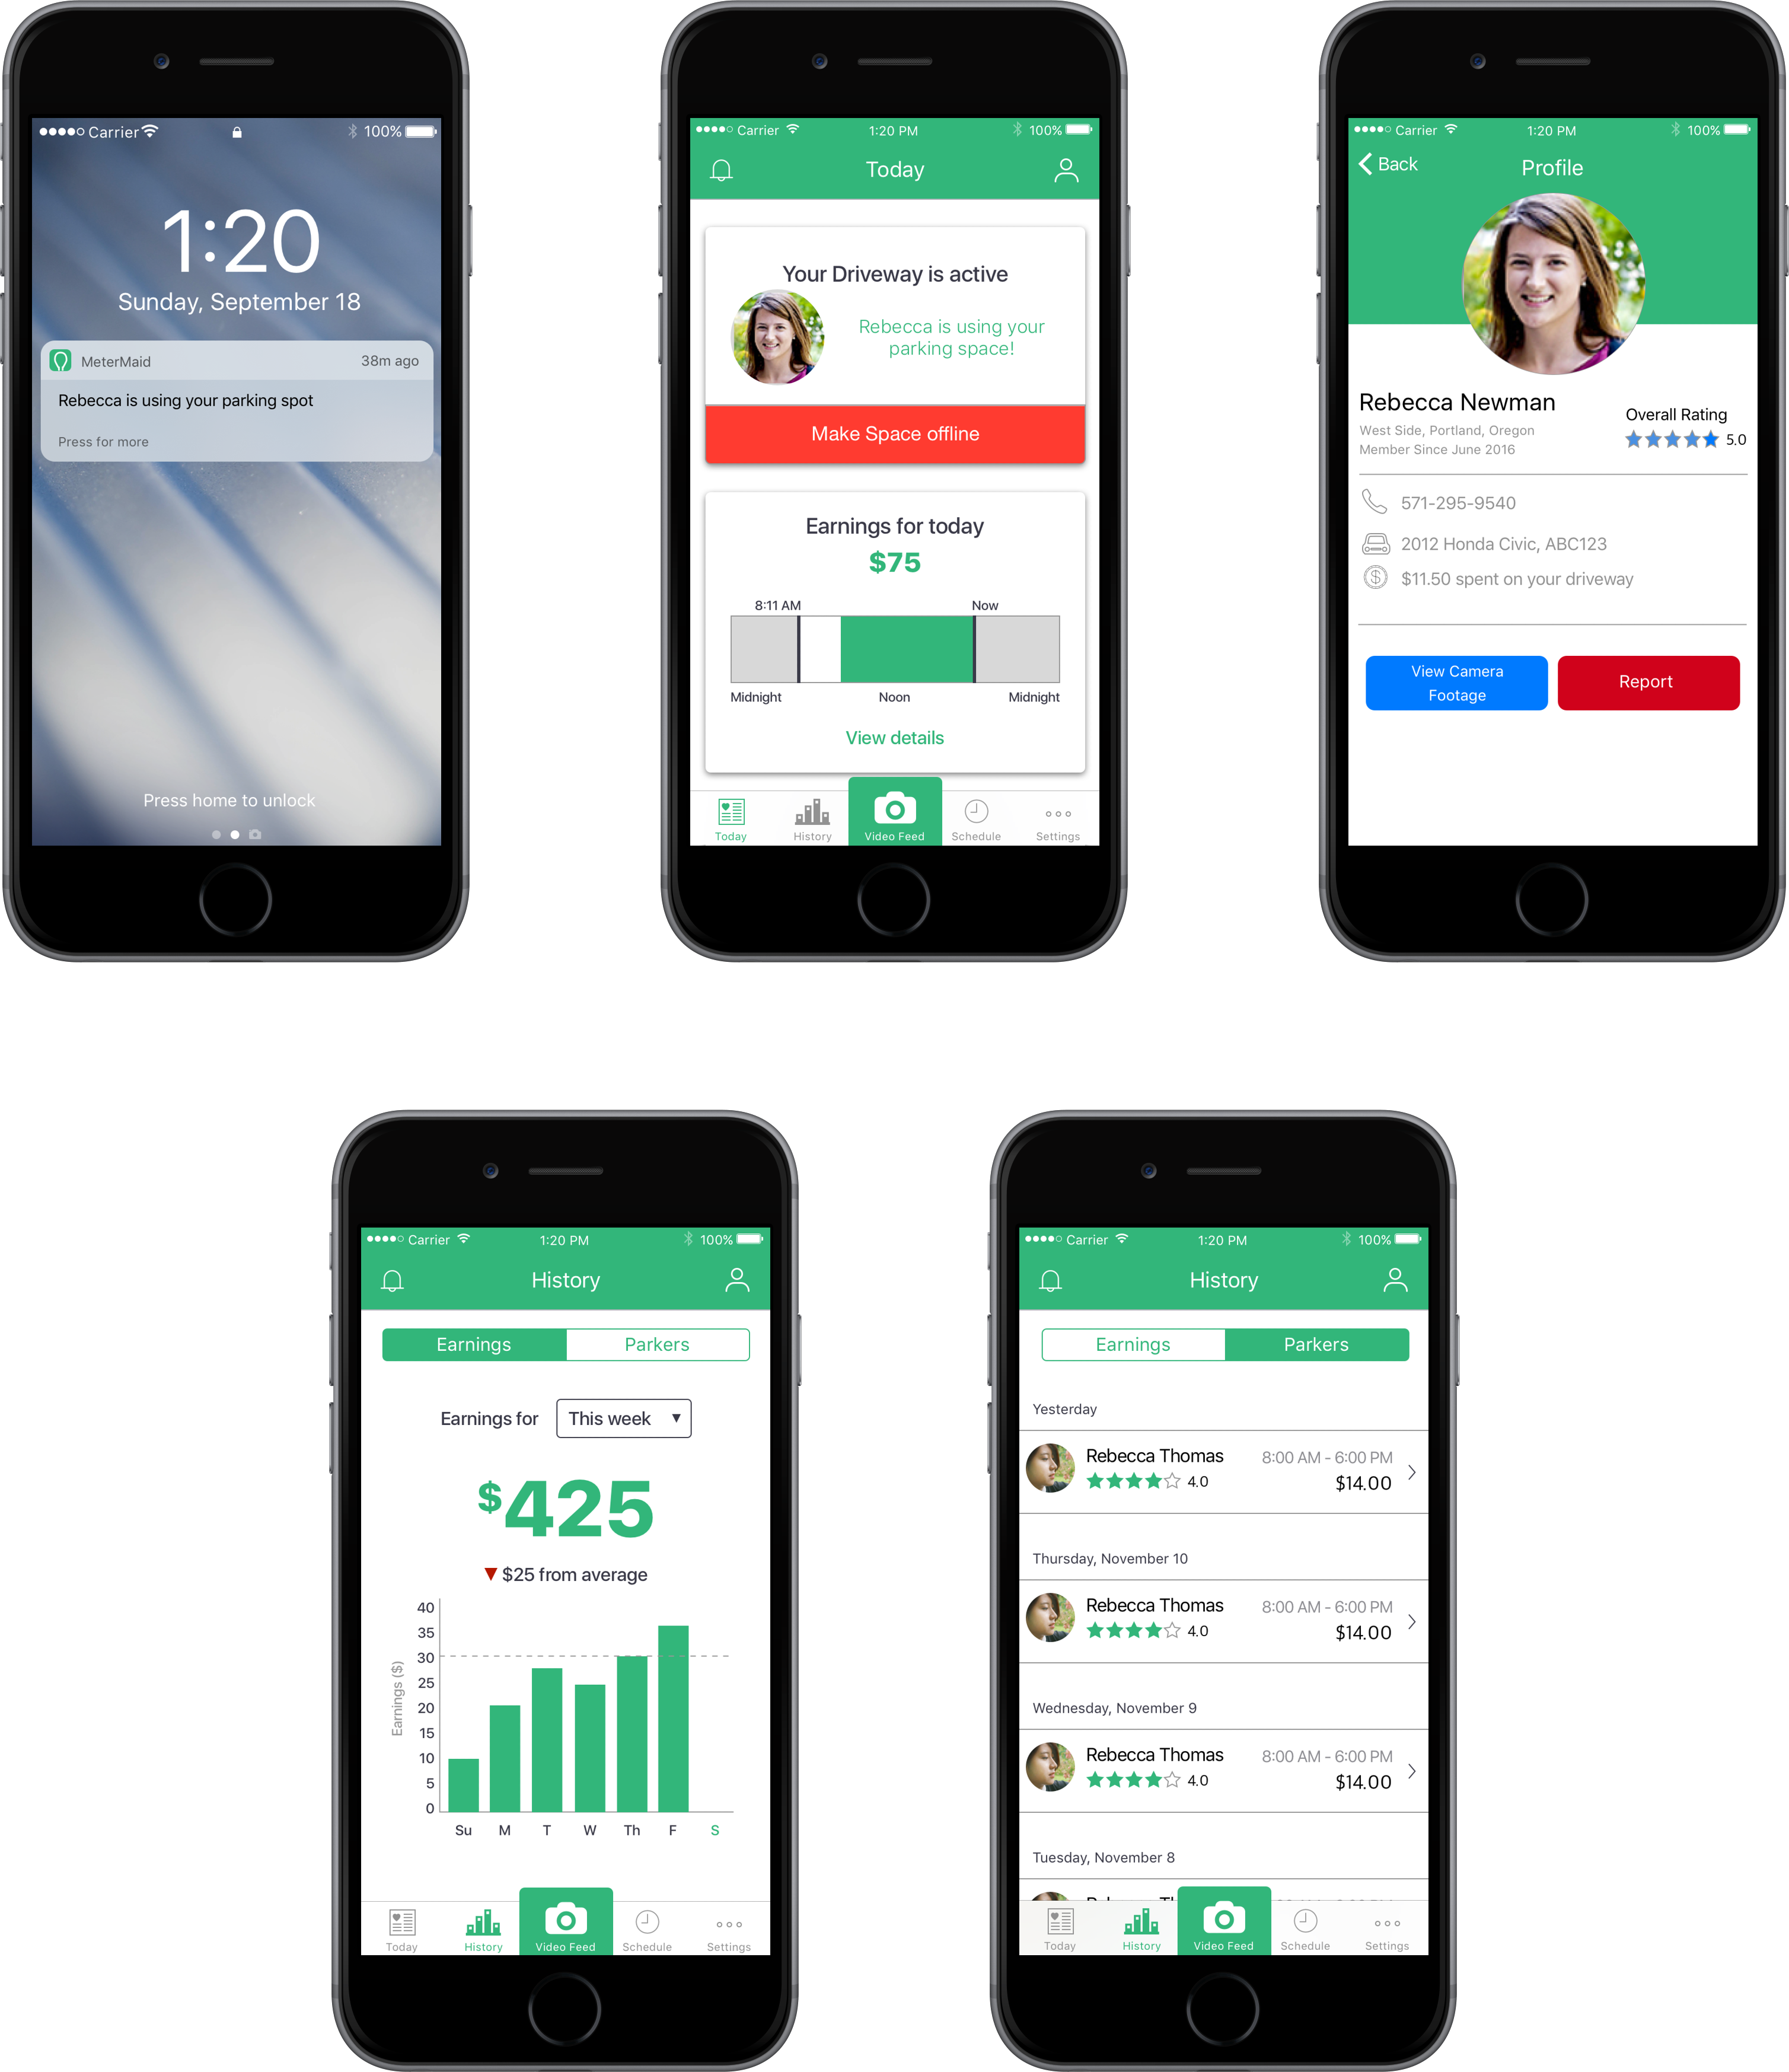 Carrier 100%
1:20
Sunday, September 18
MeterMaid 38m ago
Rebecca is using your parking spot
Press for more
Press home to unlock
Carrier 1:20 PM 100%
Today
Your Driveway is active
Rebecca is using your
parking space!
Make Space offline
Earnings for today
$75
8:11 AM Now
Midnight Noon Midnight
View details
Today History Video Feed Schedule Settings
Carrier 1:20 PM 100%
Back Profile
Rebecca Newman
West Side, Portland, Oregon
Member Since June 2016
Overall Rating
5.0
571-295-9540
2012 Honda Civic, ABC123
$11.50 spent on your driveway
View Camera
Footage
Report
Carrier 1:20 PM 100%
History
Earnings Parkers
Earnings for This week ▼
$425
▼ $25 from average
Earnings ($)
40
35
30
25
20
15
10
5
0
Su M T W Th F S
Today History Video Feed Schedule Settings
Carrier 1:20 PM 100%
History
Earnings Parkers
Yesterday
Rebecca Thomas 8:00 AM - 6:00 PM
4.0 $14.00
Thursday, November 10
Rebecca Thomas 8:00 AM - 6:00 PM
4.0 $14.00
Wednesday, November 9
Rebecca Thomas 8:00 AM - 6:00 PM
4.0 $14.00
Tuesday, November 8
Today History Video Feed Schedule Settings